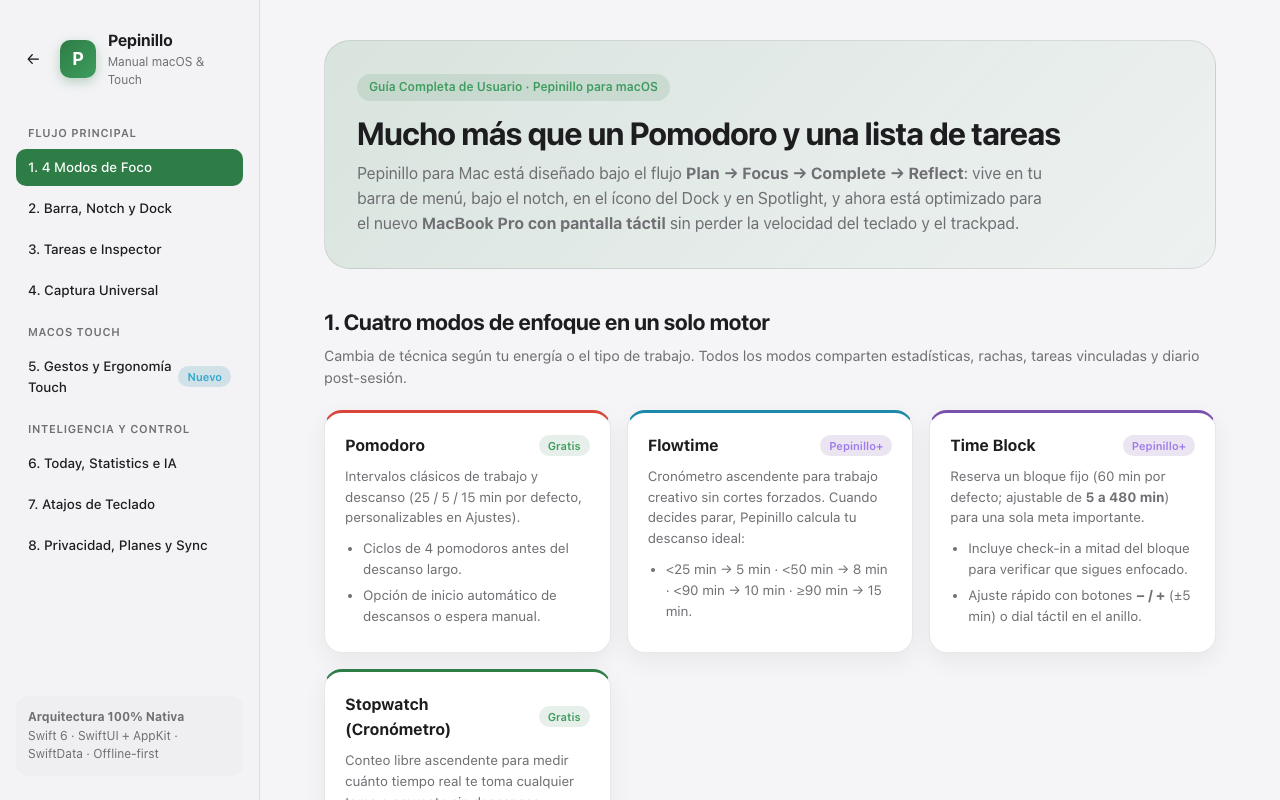 ←
P
Pepinillo
Manual macOS &
Touch
FLUJO PRINCIPAL
1. 4 Modos de Foco
2. Barra, Notch y Dock
3. Tareas e Inspector
4. Captura Universal
MACOS TOUCH
5. Gestos y Ergonomía
Touch
Nuevo
INTELIGENCIA Y CONTROL
6. Today, Statistics e IA
7. Atajos de Teclado
8. Privacidad, Planes y Sync
Arquitectura 100% Nativa
Swift 6 · SwiftUI + AppKit ·
SwiftData · Offline-first
Guía Completa de Usuario · Pepinillo para macOS
Mucho más que un Pomodoro y una lista de tareas
Pepinillo para Mac está diseñado bajo el flujo Plan → Focus → Complete → Reflect: vive en tu
barra de menú, bajo el notch, en el ícono del Dock y en Spotlight, y ahora está optimizado para
el nuevo MacBook Pro con pantalla táctil sin perder la velocidad del teclado y el trackpad.
1. Cuatro modos de enfoque en un solo motor
Cambia de técnica según tu energía o el tipo de trabajo. Todos los modos comparten estadísticas, rachas, tareas vinculadas y diario
post-sesión.
Pomodoro
Gratis
Intervalos clásicos de trabajo y
descanso (25 / 5 / 15 min por defecto,
personalizables en Ajustes).
• Ciclos de 4 pomodoros antes del
descanso largo.
• Opción de inicio automático de
descansos o espera manual.
Flowtime
Pepinillo+
Cronómetro ascendente para trabajo
creativo sin cortes forzados. Cuando
decides parar, Pepinillo calcula tu
descanso ideal:
• <25 min → 5 min · <50 min → 8 min
· <90 min → 10 min · ≥90 min → 15
min.
Time Block
Pepinillo+
Reserva un bloque fijo (60 min por
defecto; ajustable de 5 a 480 min)
para una sola meta importante.
• Incluye check-in a mitad del bloque
para verificar que sigues enfocado.
• Ajuste rápido con botones − / + (±5
min) o dial táctil en el anillo.
Stopwatch
(Cronómetro)
Gratis
Conteo libre ascendente para medir
cuánto tiempo real te toma cualquier